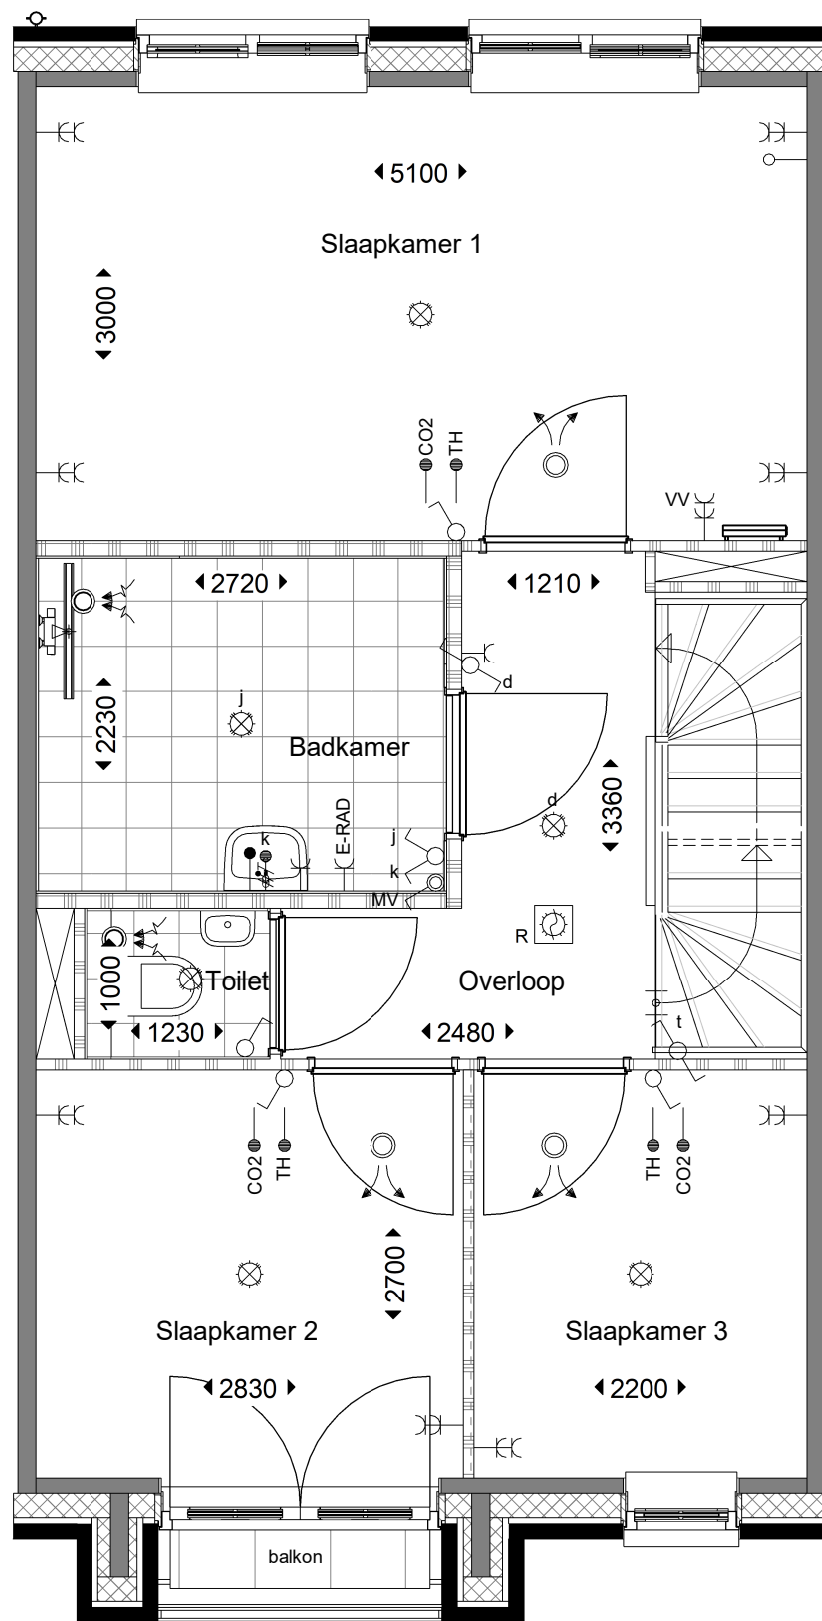 5100
Slaapkamer 1
3000
CO2
TH
VV
2720
1210
d
2230
j
Badkamer
3360
d
E-RAD
k
j
k
MV
R
1000
Toilet
Overloop
1230
2480
t
CO2
TH
TH
CO2
2700
Slaapkamer 2
Slaapkamer 3
2830
2200
balkon